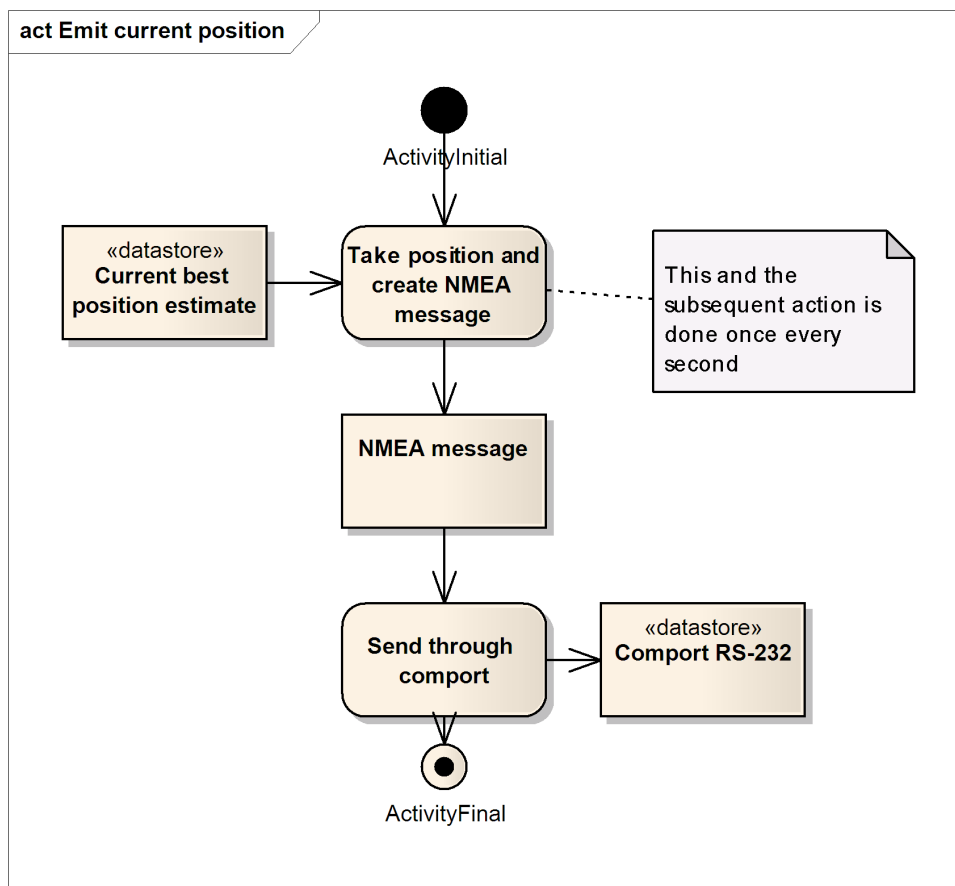 act Emit current position
ActivityInitial
«datastore»
Current best
position estimate
Take position and
create NMEA
message
This and the
subsequent action is
done once every
second
NMEA message
Send through
comport
«datastore»
Comport RS-232
ActivityFinal